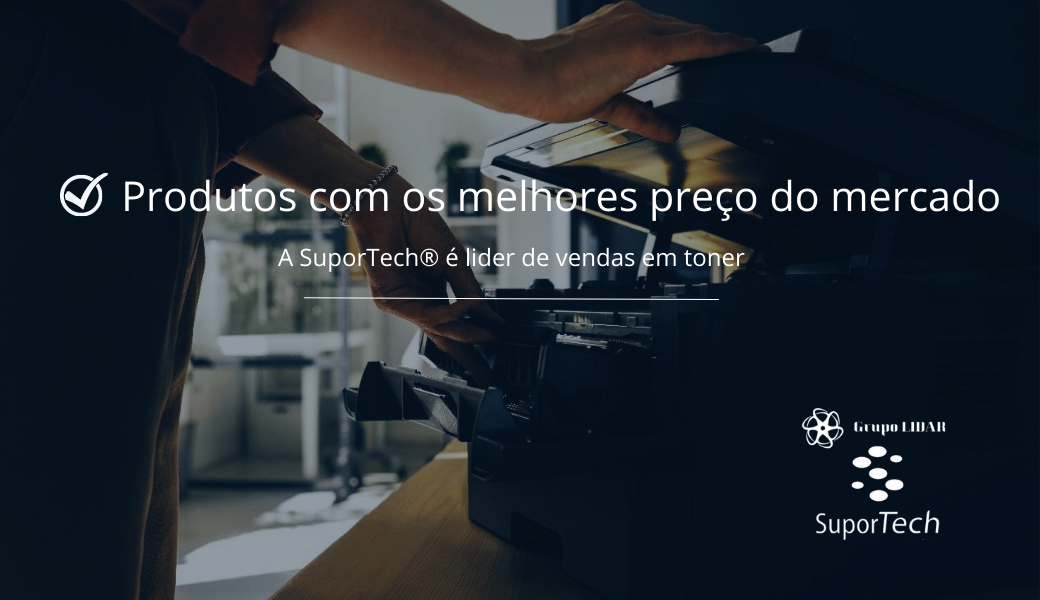 Produtos com os melhores preço do mercado
A SuporTech® é lider de vendas em toner
Grupo LIDAR
SuporTech